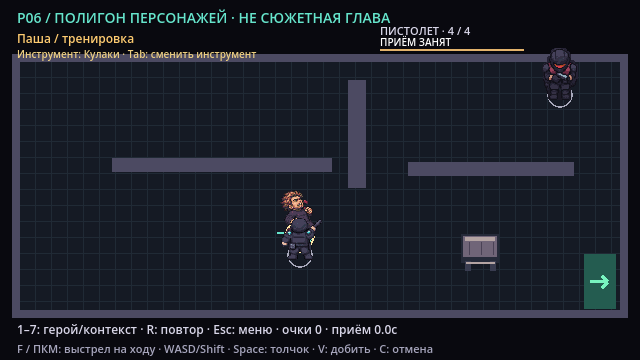 P06 / ПОЛИГОН ПЕРСОНАЖЕЙ · НЕ СЮЖЕТНАЯ ГЛАВА
Паша / тренировка
ПИСТОЛЕТ · 4 / 4
ПРИЁМ ЗАНЯТ
Инструмент: Кулаки · Tab: сменить инструмент
1–7: герой/контекст · R: повтор · Esc: меню · очки 0 · приём 0.0с
F / ПКМ: выстрел на ходу · WASD/Shift · Space: толчок · V: добить · C: отмена